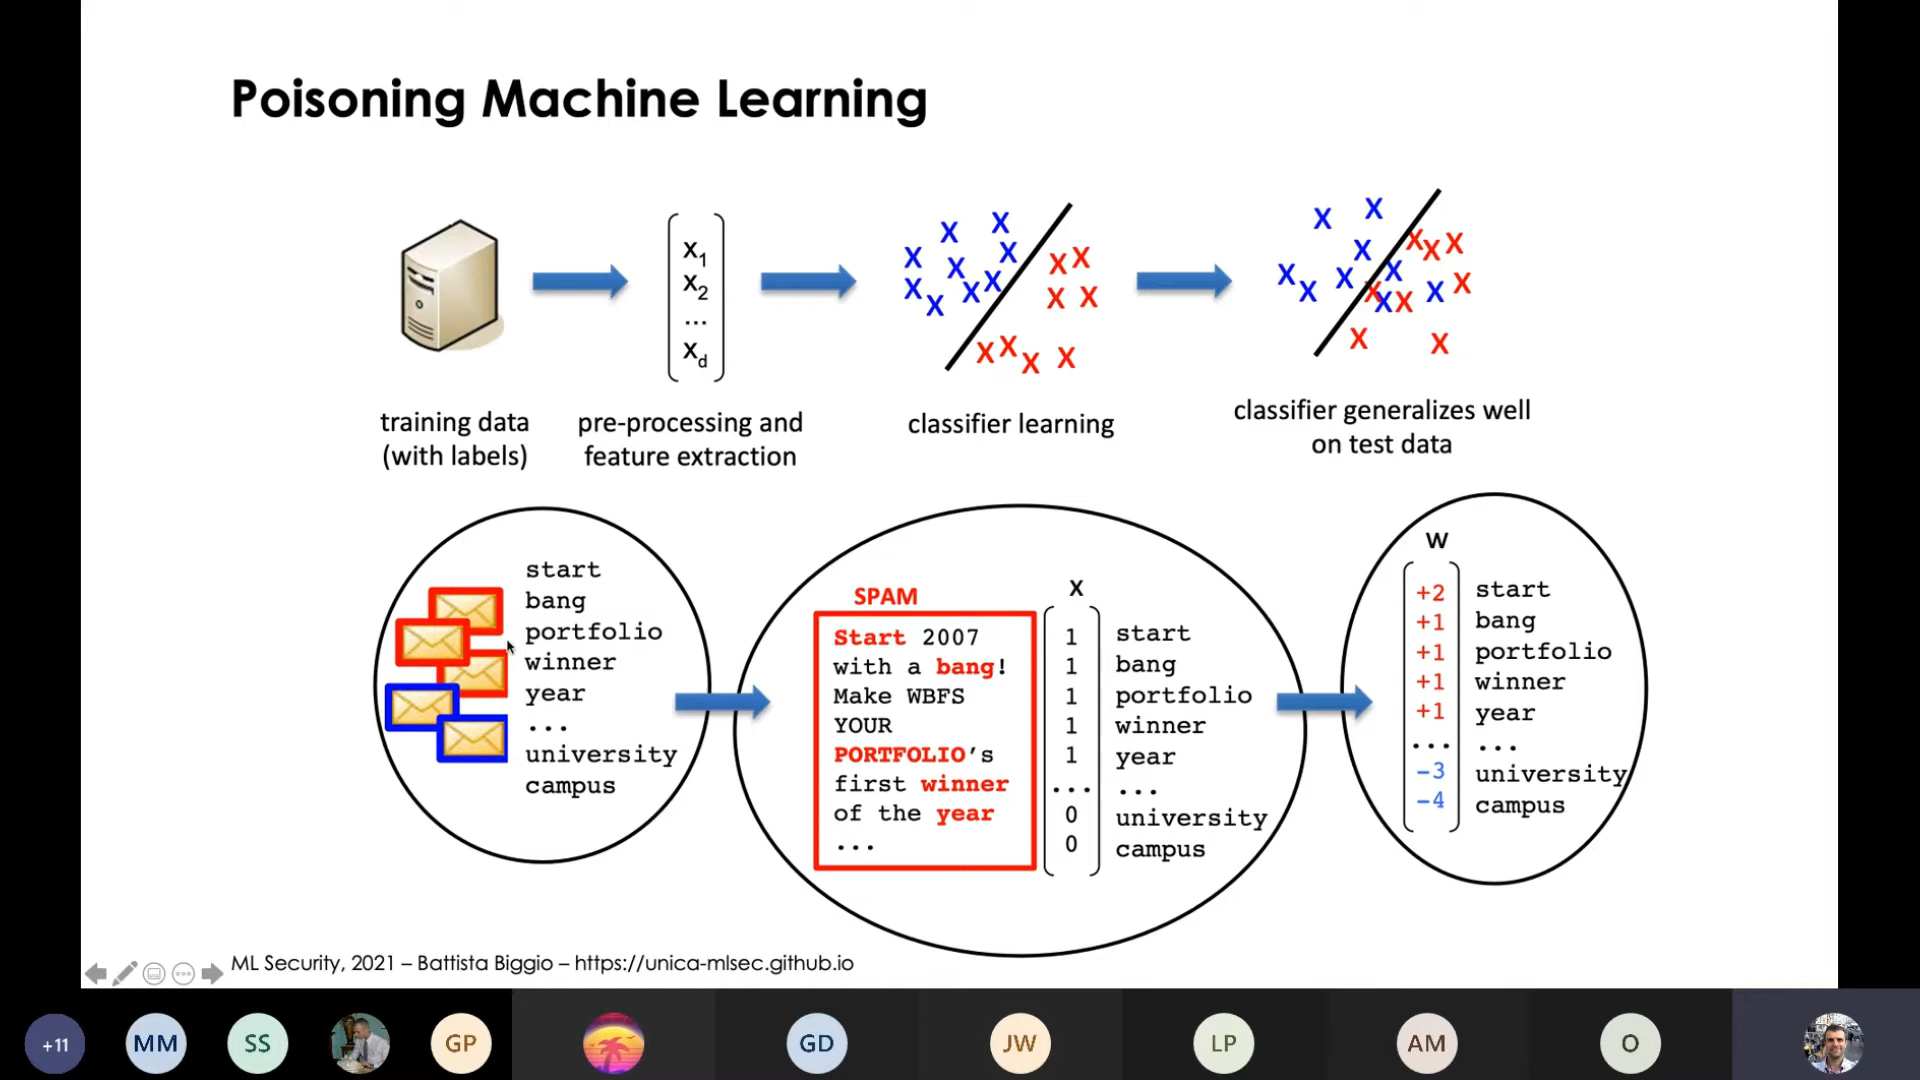 Poisoning Machine Learning
x1
x2
...
xd
X X X X X X X X X X X X X X X X X X X
X X X X X X X X X X X X X X X X X X X
training data
(with labels)
pre-processing and
feature extraction
classifier learning
classifier generalizes well
on test data
start
bang
portfolio
winner
year
...
university
campus
SPAM
Start 2007
with a bang!
Make WBFS
YOUR
PORTFOLIO's
first winner
of the year
...
x
1 start
1 bang
1 portfolio
1 winner
1 year
... ...
0 university
0 campus
w
+2 start
+1 bang
+1 portfolio
+1 winner
+1 year
... ...
-3 university
-4 campus
ML Security, 2021 – Battista Biggio – https://unica-mlsec.github.io
+11 MM SS GP GD JW LP AM O